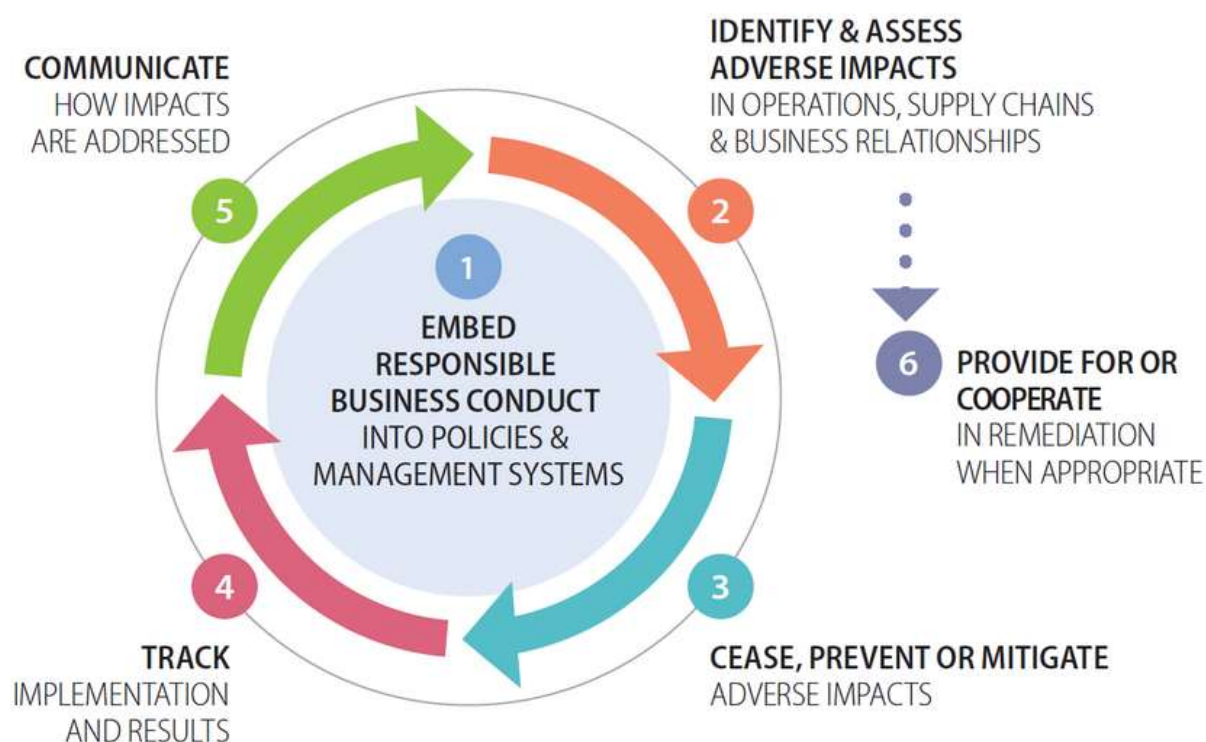 COMMUNICATE
HOW IMPACTS
ARE ADDRESSED
5
IDENTIFY & ASSESS
ADVERSE IMPACTS
IN OPERATIONS, SUPPLY CHAINS
& BUSINESS RELATIONSHIPS
2
1
EMBED
RESPONSIBLE
BUSINESS CONDUCT
INTO POLICIES &
MANAGEMENT SYSTEMS
6
PROVIDE FOR OR
COOPERATE
IN REMEDIATION
WHEN APPROPRIATE
4
TRACK
IMPLEMENTATION
AND RESULTS
3
CEASE, PREVENT OR MITIGATE
ADVERSE IMPACTS